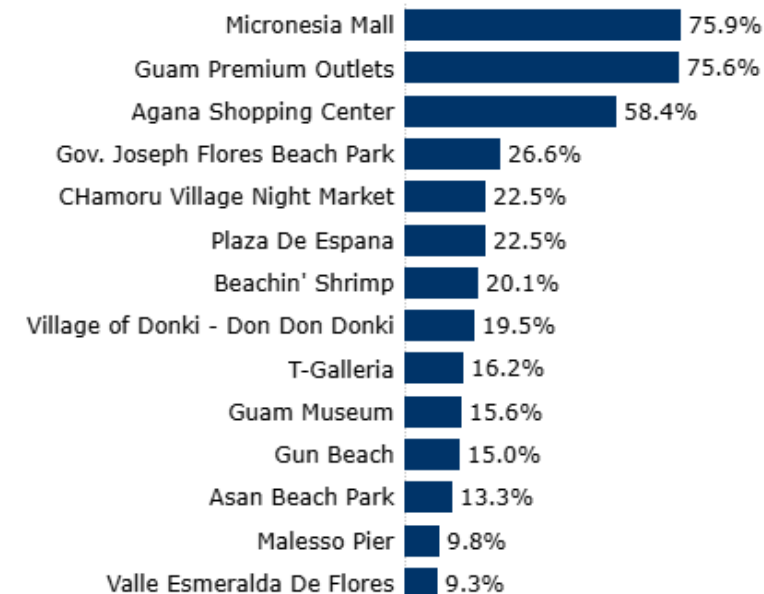 Micronesia Mall 75.9%
Guam Premium Outlets 75.6%
Agana Shopping Center 58.4%
Gov. Joseph Flores Beach Park 26.6%
CHamoru Village Night Market 22.5%
Plaza De Espana 22.5%
Beachin' Shrimp 20.1%
Village of Donki - Don Don Donki 19.5%
T-Galleria 16.2%
Guam Museum 15.6%
Gun Beach 15.0%
Asan Beach Park 13.3%
Malesso Pier 9.8%
Valle Esmeralda De Flores 9.3%